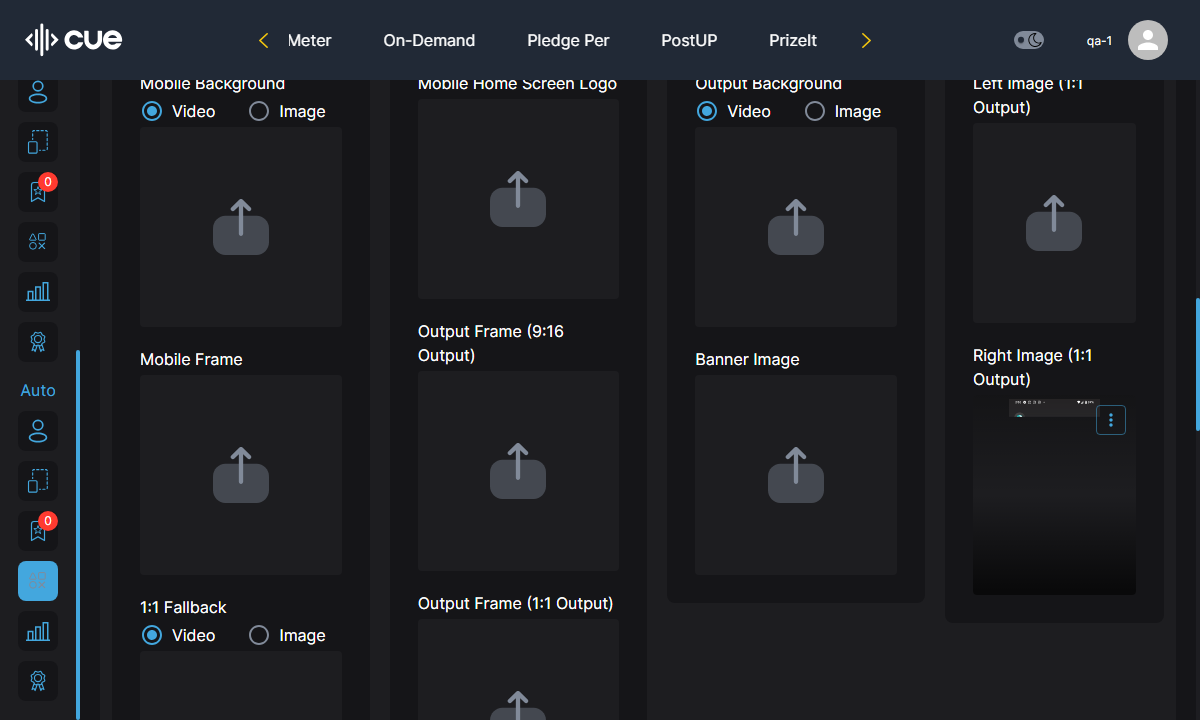 cue
Meter
On-Demand
Pledge Per
PostUP
PrizeIt
qa-1
0
Auto
0
Mobile Background
Video
Image
Mobile Frame
1:1 Fallback
Video
Image
Mobile Home Screen Logo
Output Frame (9:16
Output)
Output Frame (1:1 Output)
Output Background
Video
Image
Banner Image
Left Image (1:1
Output)
Right Image (1:1
Output)